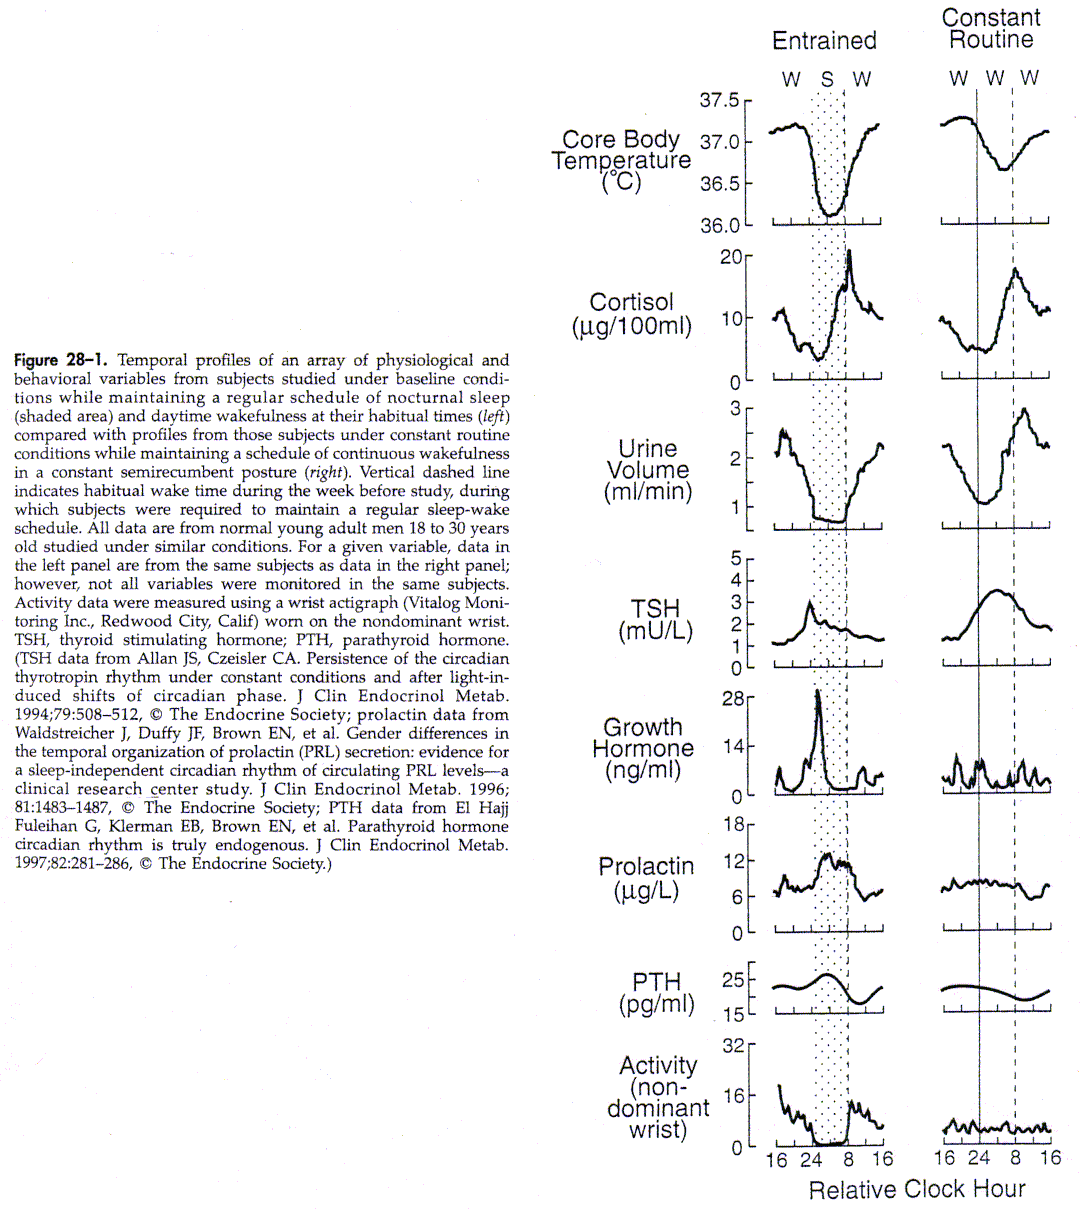 Figure 28–1. Temporal profiles of an array of physiological and
behavioral variables from subjects studied under baseline condi-
tions while maintaining a regular schedule of nocturnal sleep
(shaded area) and daytime wakefulness at their habitual times (left)
compared with profiles from those subjects under constant routine
conditions while maintaining a schedule of continuous wakefulness
in a constant semirecumbent posture (right). Vertical dashed line
indicates habitual wake time during the week before study, during
which subjects were required to maintain a regular sleep-wake
schedule. All data are from normal young adult men 18 to 30 years
old studied under similar conditions. For a given variable, data in
the left panel are from the same subjects as data in the right panel;
however, not all variables were monitored in the same subjects.
Activity data were measured using a wrist actigraph (Vitalog Moni-
toring Inc., Redwood City, Calif) worn on the nondominant wrist.
TSH, thyroid stimulating hormone; PTH, parathyroid hormone.
(TSH data from Allan JS, Czeisler CA. Persistence of the circadian
thyrotropin rhythm under constant conditions and after light-in-
duced shifts of circadian phase. J Clin Endocrinol Metab.
1994;79:508–512, © The Endocrine Society; prolactin data from
Waldstreicher J, Duffy JF, Brown EN, et al. Gender differences in
the temporal organization of prolactin (PRL) secretion: evidence for
a sleep-independent circadian rhythm of circulating PRL levels—a
clinical research center study. J Clin Endocrinol Metab. 1996;
81:1483–1487, © The Endocrine Society; PTH data from El Hajj
Fuleihan G, Klerman EB, Brown EN, et al. Parathyroid hormone
circadian rhythm is truly endogenous. J Clin Endocrinol Metab.
1997;82:281–286, © The Endocrine Society.)
Entrained
Constant
Routine
W S W
W W W
Core Body
Temperature
(°C)
37.5
37.0
36.5
36.0
Cortisol
(µg/100ml)
20
10
0
Urine
Volume
(ml/min)
3
2
1
TSH
(mU/L)
5
4
3
2
1
0
Growth
Hormone
(ng/ml)
28
14
0
Prolactin
(µg/L)
18
12
6
0
PTH
(pg/ml)
25
15
Activity
(non-
dominant
wrist)
32
16
0
16 24 8 16
16 24 8 16
Relative Clock Hour